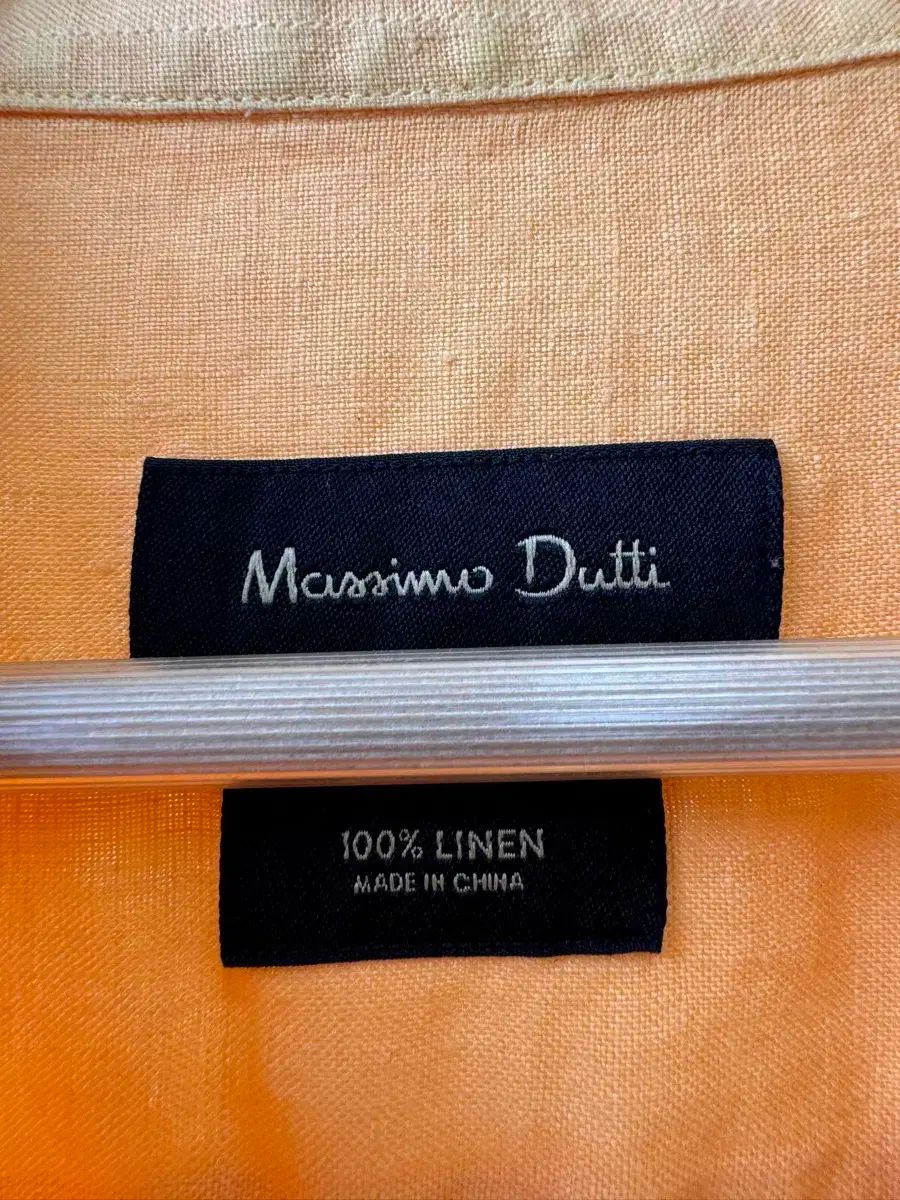 Massimo Dutti
100% LINEN
MADE IN CHINA